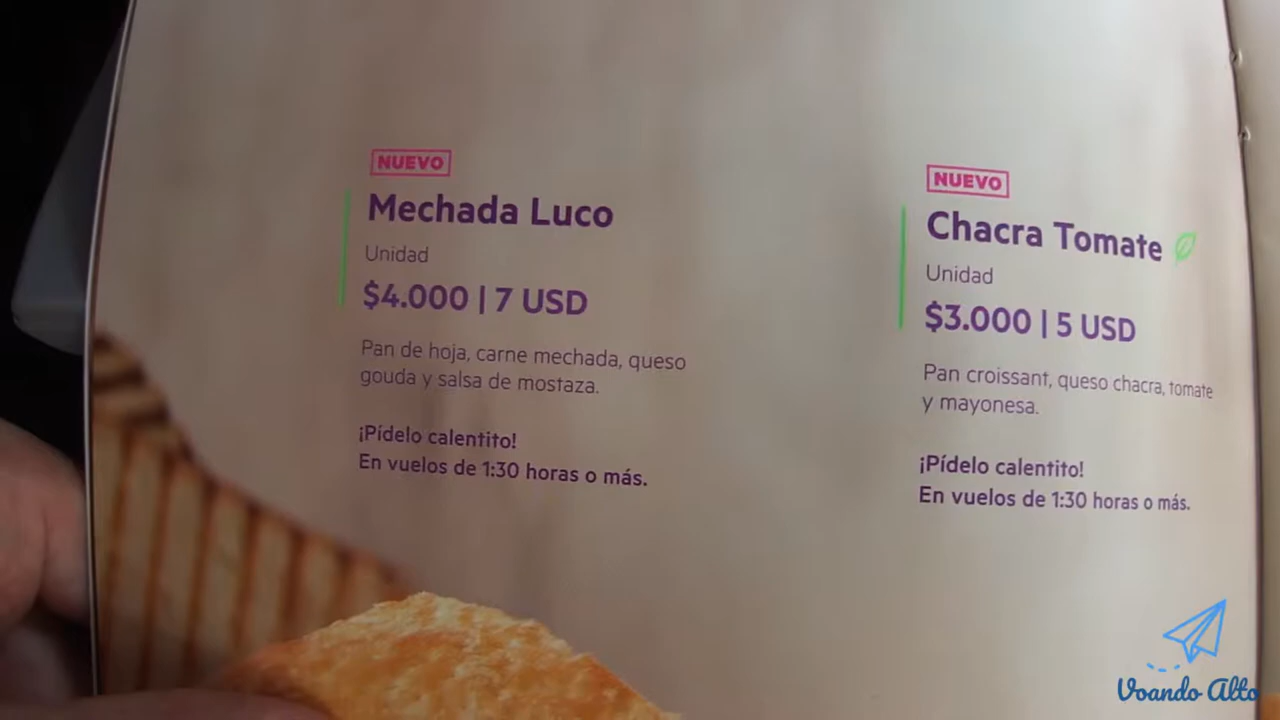 NUEVO
Mechada Luco
Unidad
$4.000 | 7 USD
Pan de hoja, carne mechada, queso
gouda y salsa de mostaza.
¡Pídelo calentito!
En vuelos de 1:30 horas o más.
NUEVO
Chacra Tomate
Unidad
$3.000 | 5 USD
Pan croissant, queso chacra, tomate
y mayonesa.
¡Pídelo calentito!
En vuelos de 1:30 horas o más.
Voando Alto